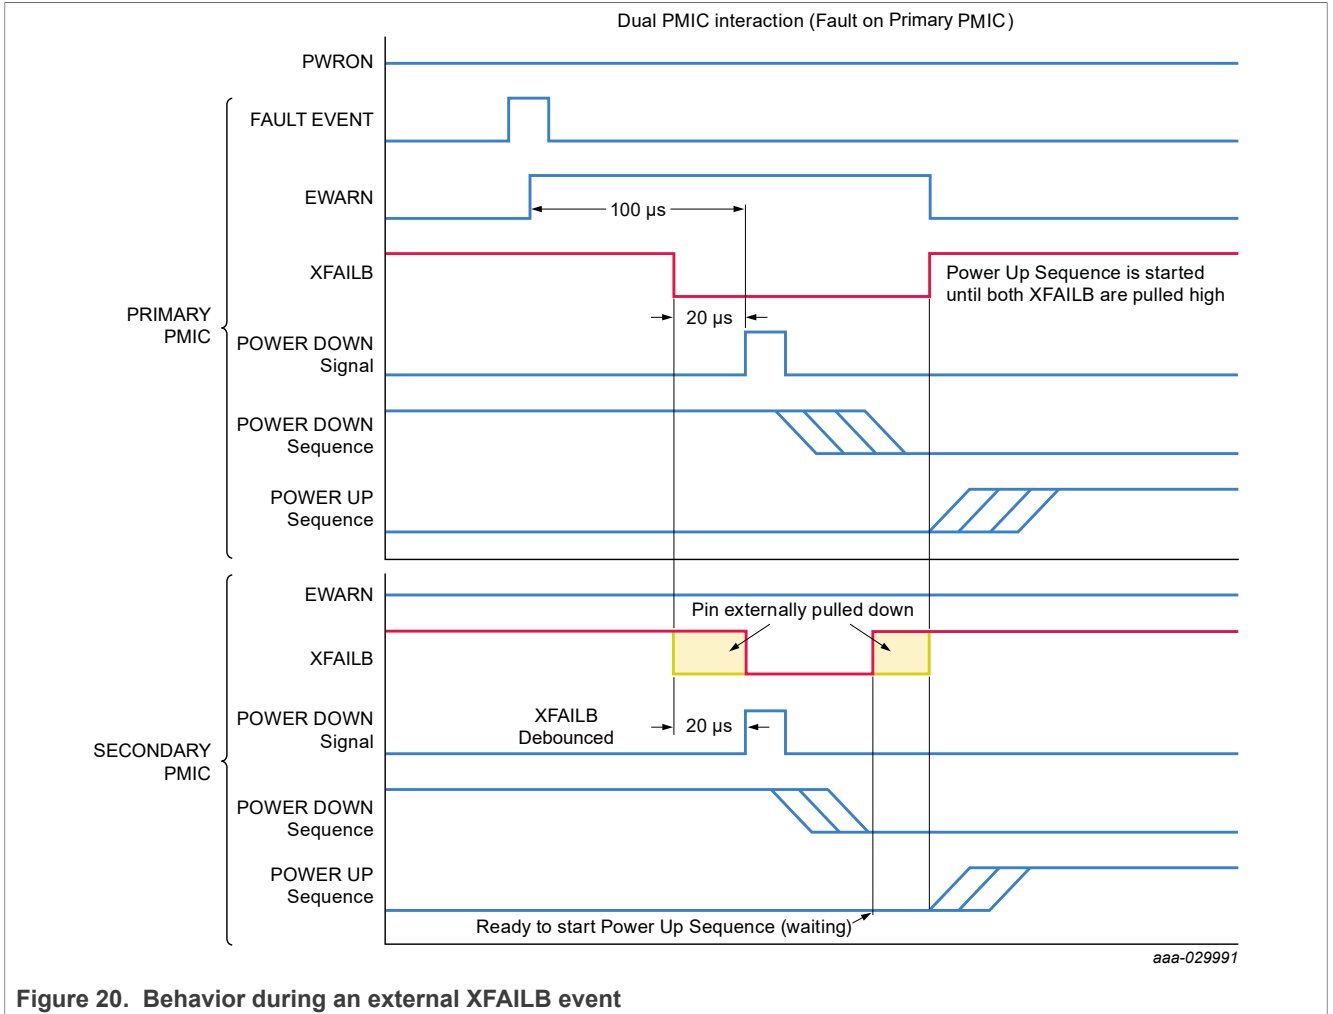 Dual PMIC interaction (Fault on Primary PMIC)
PWRON
FAULT EVENT
EWARN
100 µs
XFAILB
Power Up Sequence is started
until both XFAILB are pulled high
20 µs
PRIMARY
PMIC
POWER DOWN
Signal
POWER DOWN
Sequence
POWER UP
Sequence
EWARN
Pin externally pulled down
XFAILB
POWER DOWN
Signal
XFAILB
Debounced
20 µs
SECONDARY
PMIC
POWER DOWN
Sequence
POWER UP
Sequence
Ready to start Power Up Sequence (waiting)
aaa-029991
Figure 20. Behavior during an external XFAILB event